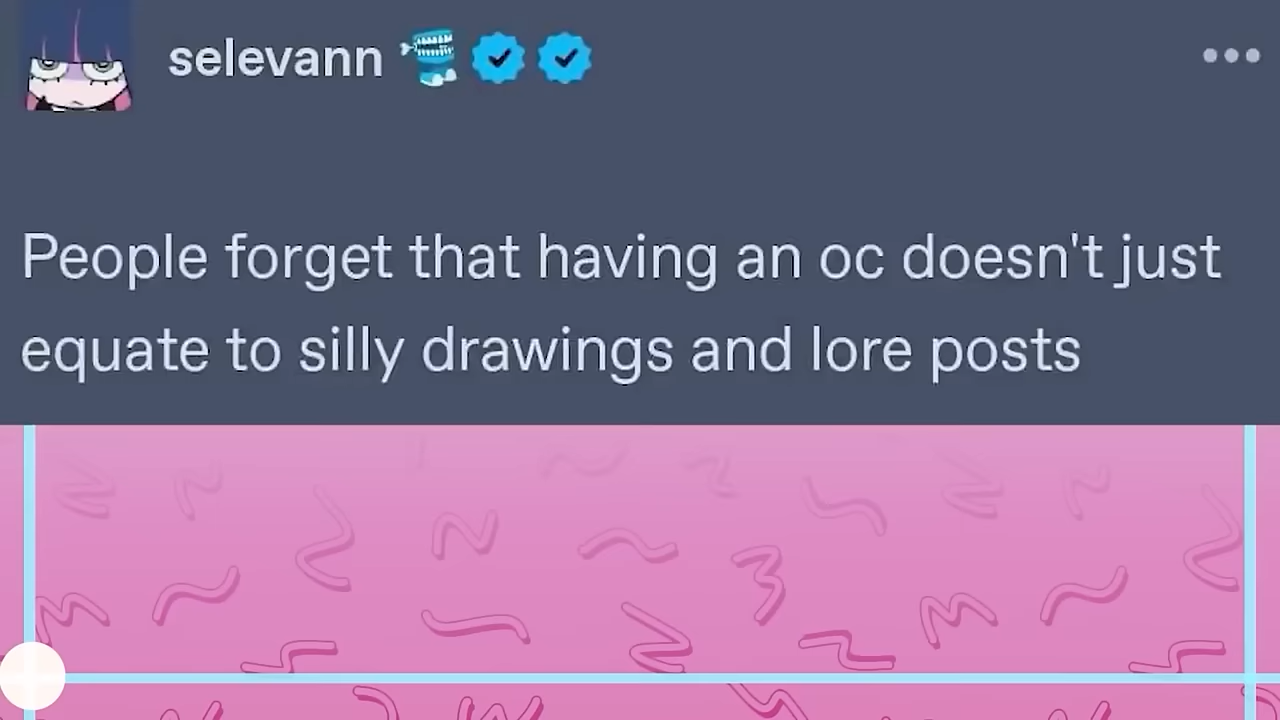 selevann
People forget that having an oc doesn't just
equate to silly drawings and lore posts